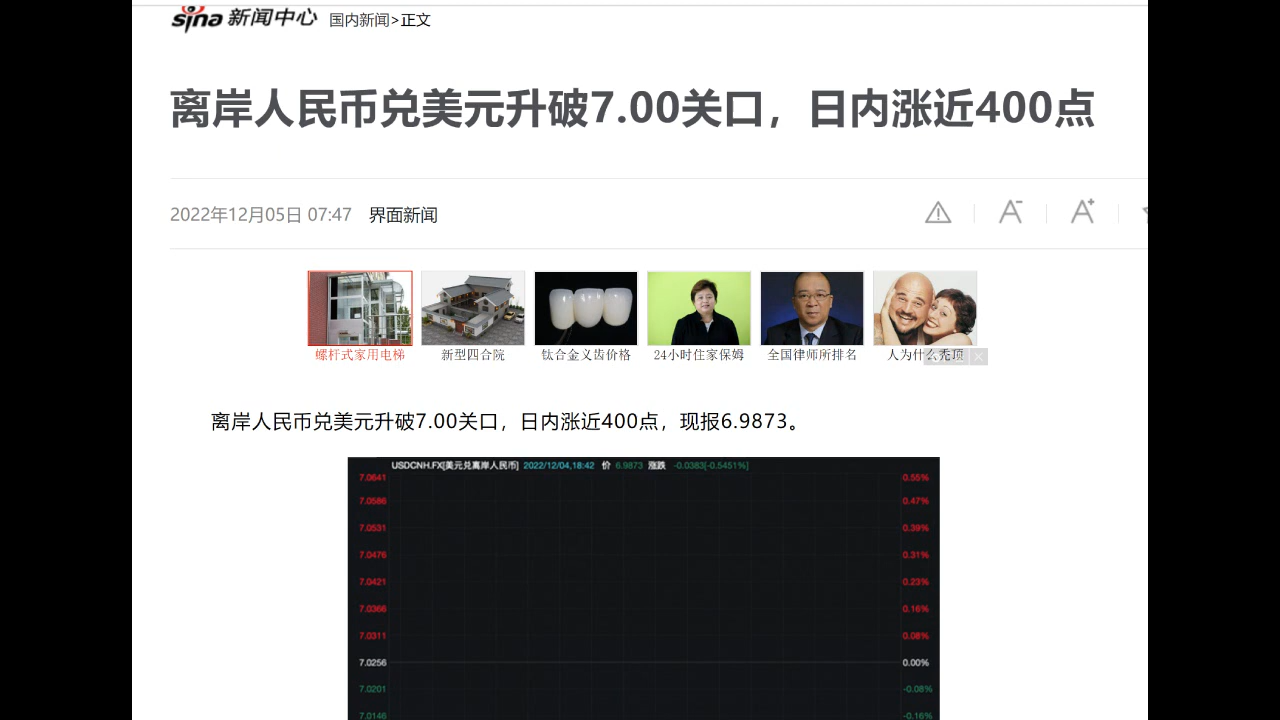 sina 新闻中心 国内新闻>正文
离岸人民币兑美元升破7.00关口，日内涨近400点
2022年12月05日 07:47 界面新闻
A- A+
螺杆式家用电梯 新型四合院 钛合金义齿价格 24小时住家保姆 全国律师所排名 人为什么秃顶
离岸人民币兑美元升破7.00关口，日内涨近400点，现报6.9873。
USDCNH.FX[美元兑离岸人民币] 2022/12/04,18:42 价 6.9873 涨跌 -0.0383[-0.5451%]
7.0641 0.55%
7.0586 0.47%
7.0531 0.39%
7.0476 0.31%
7.0421 0.23%
7.0366 0.16%
7.0311 0.08%
7.0256 0.00%
7.0201 -0.08%
7.0146 -0.16%